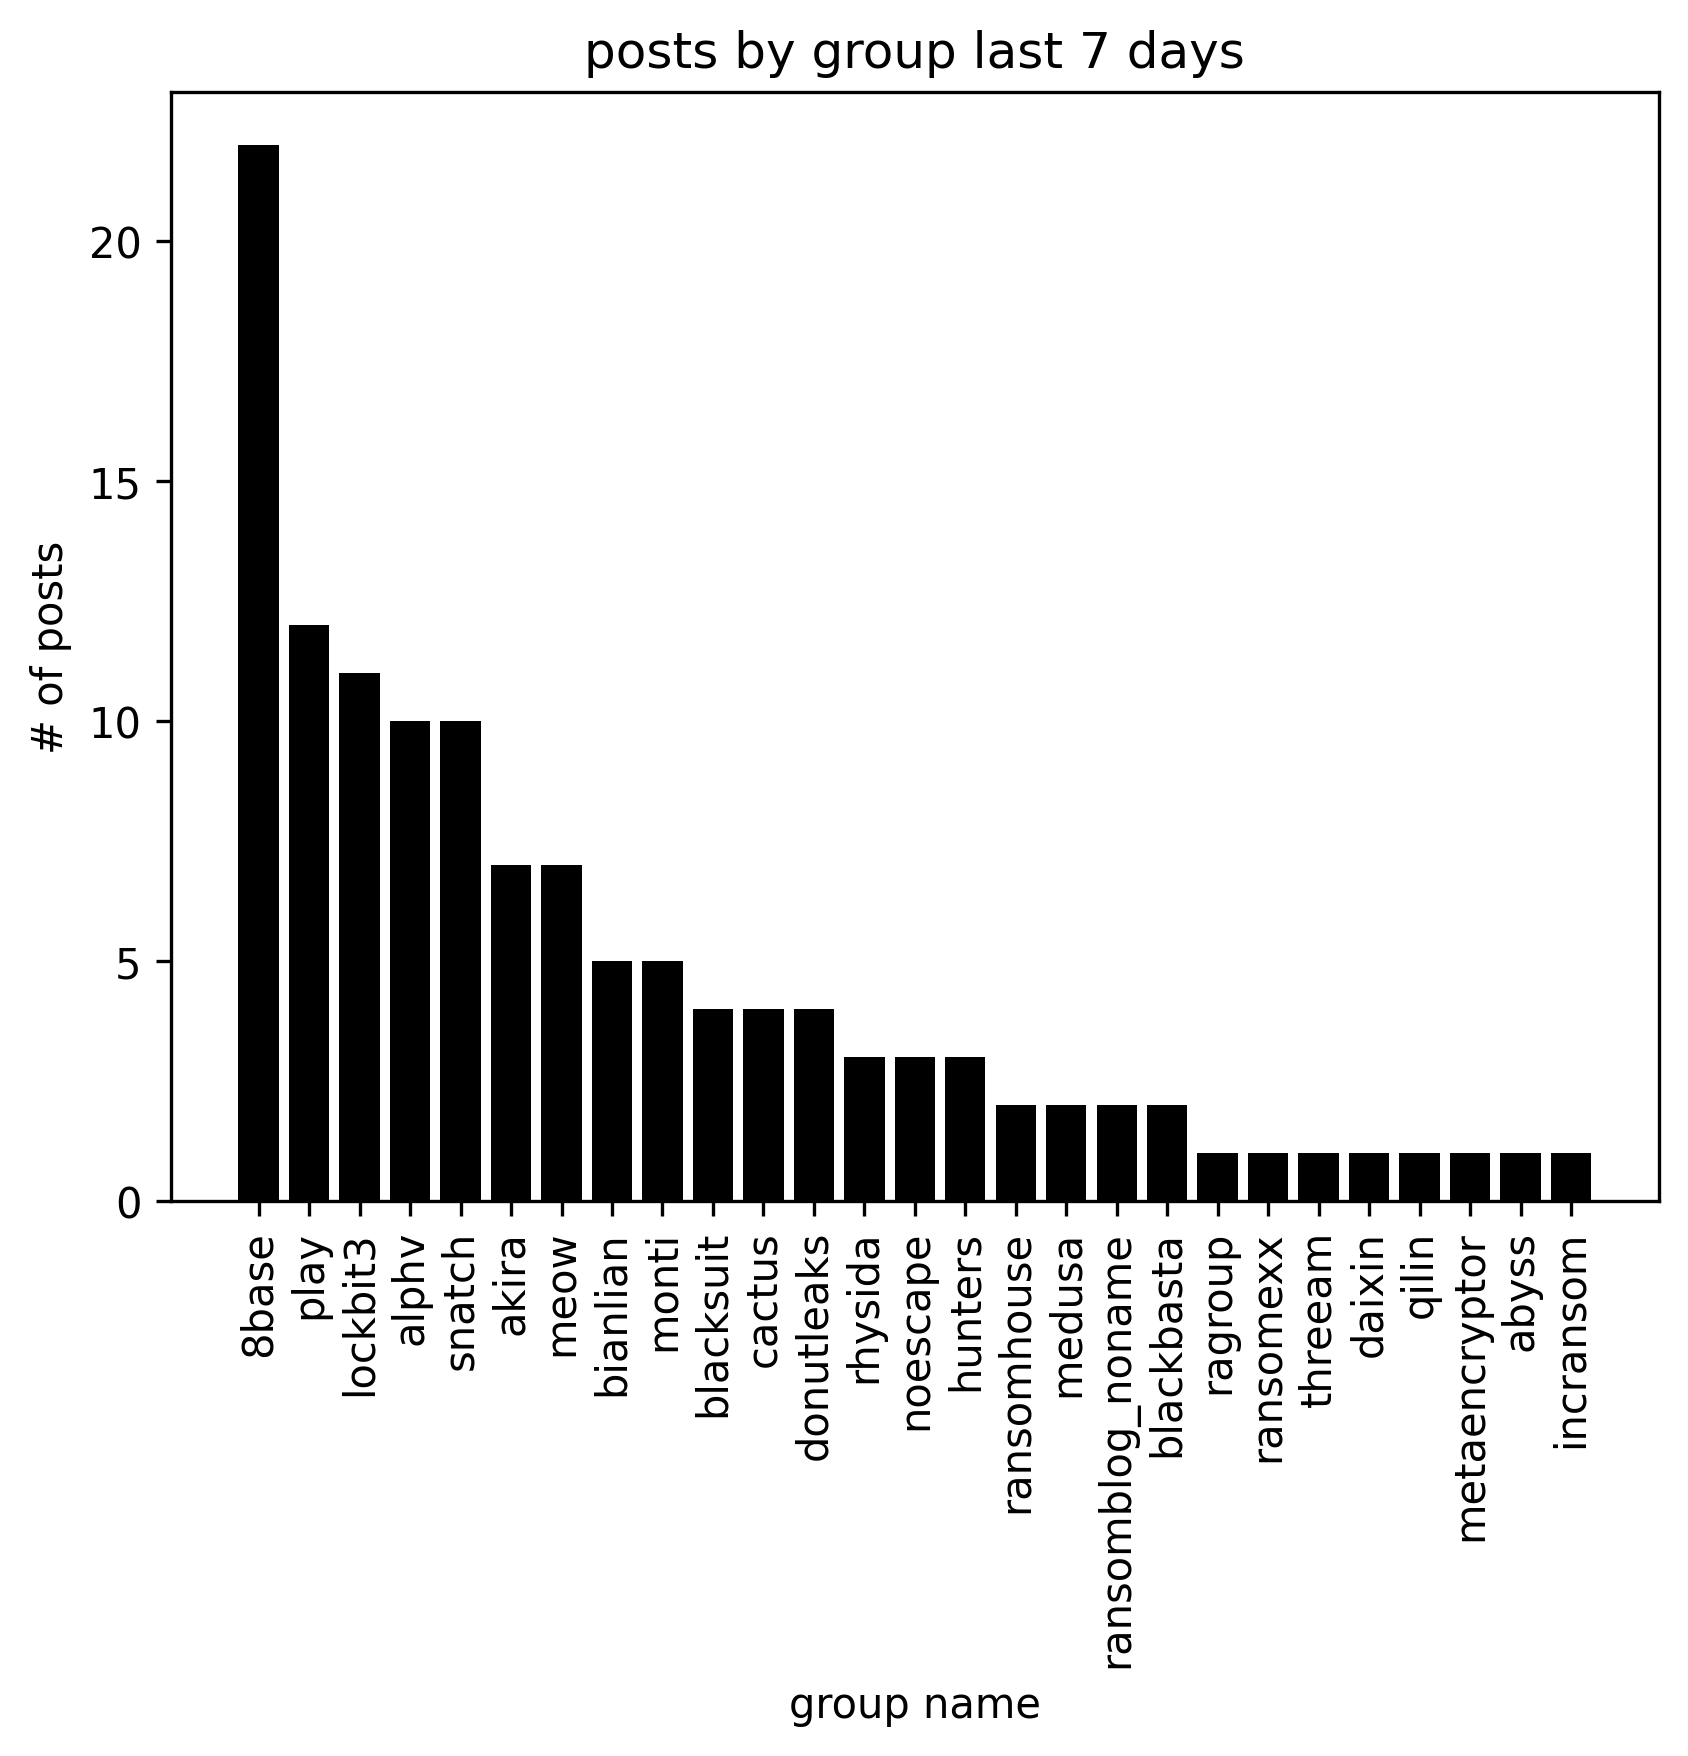 posts by group last 7 days
# of posts
20
15
10
5
0
8base
play
lockbit3
alphv
snatch
akira
meow
bianlian
monti
blacksuit
cactus
donutleaks
rhysida
noescape
hunters
ransomhouse
medusa
ransomblog_noname
blackbasta
ragroup
ransomexx
threeam
daixin
qilin
metaencryptor
abyss
incransom
group name